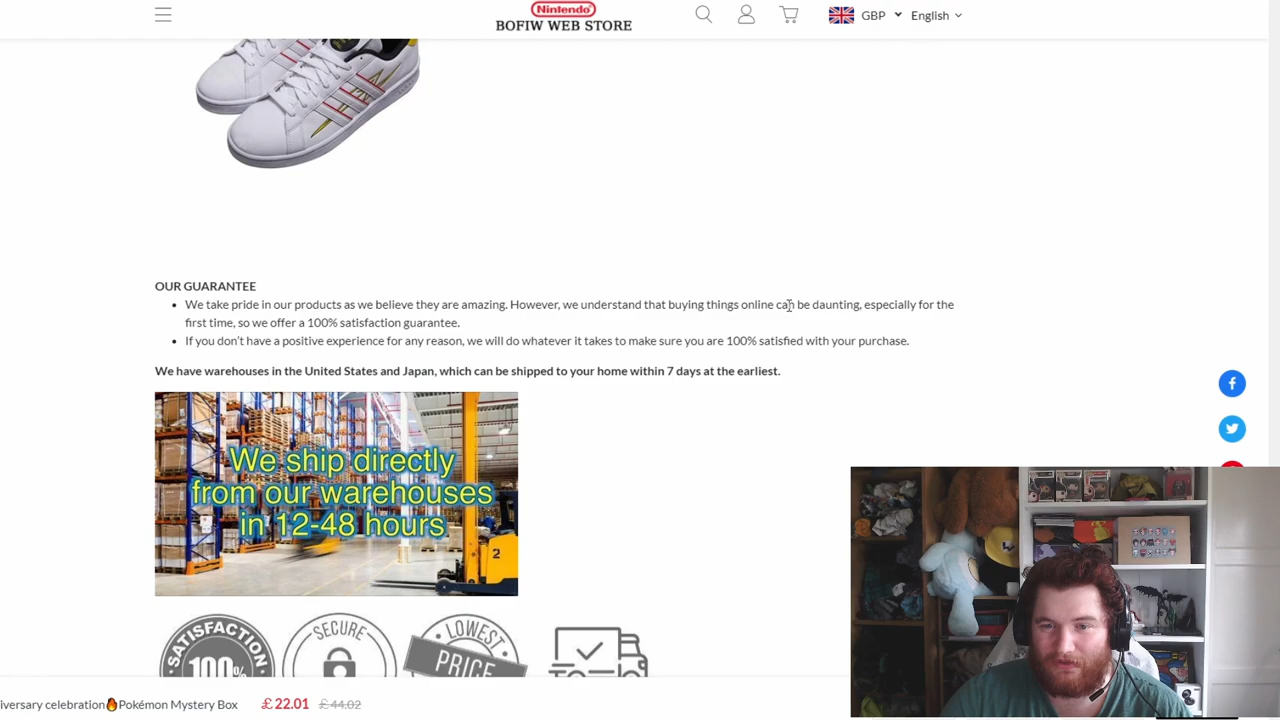 Nintendo
BOFIW WEB STORE
GBP
English
OUR GUARANTEE
We take pride in our products as we believe they are amazing. However, we understand that buying things online can be daunting, especially for the
first time, so we offer a 100% satisfaction guarantee.
If you don’t have a positive experience for any reason, we will do whatever it takes to make sure you are 100% satisfied with your purchase.
We have warehouses in the United States and Japan, which can be shipped to your home within 7 days at the earliest.
We ship directly
from our warehouses
in 12-48 hours.
2
SATISFACTION
100%
SECURE
LOWEST
PRICE
iversary celebration🔥Pokémon Mystery Box £22.01 £44.02